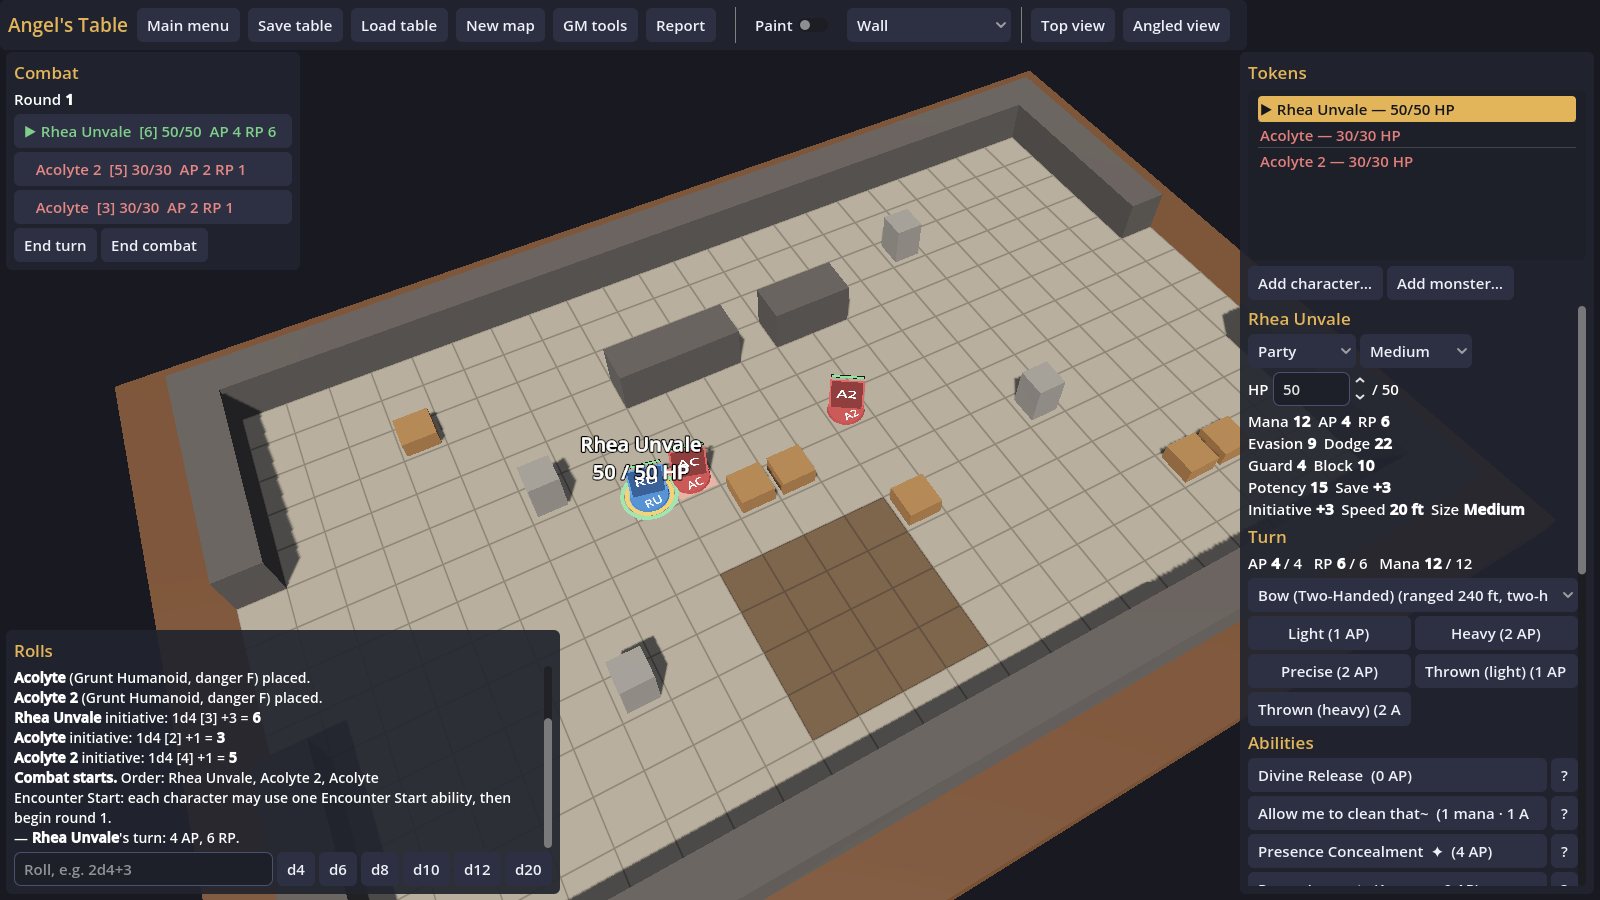 Angel's Table
Main menu
Save table
Load table
New map
GM tools
Report
Paint
Wall
Top view
Angled view
Combat
Round 1
Rhea Unvale [6] 50/50 AP 4 RP 6
Acolyte 2 [5] 30/30 AP 2 RP 1
Acolyte [3] 30/30 AP 2 RP 1
End turn
End combat
A2
A2
Rhea Unvale
50 / 50 HP
AC
AC
RU
Rolls
Acolyte (Grunt Humanoid, danger F) placed.
Acolyte 2 (Grunt Humanoid, danger F) placed.
Rhea Unvale initiative: 1d4 [3] +3 = 6
Acolyte initiative: 1d4 [2] +1 = 3
Acolyte 2 initiative: 1d4 [4] +1 = 5
Combat starts. Order: Rhea Unvale, Acolyte 2, Acolyte
Encounter Start: each character may use one Encounter Start ability, then
begin round 1.
— Rhea Unvale's turn: 4 AP, 6 RP.
Roll, e.g. 2d4+3
d4
d6
d8
d10
d12
d20
Tokens
▶ Rhea Unvale — 50/50 HP
Acolyte — 30/30 HP
Acolyte 2 — 30/30 HP
Add character...
Add monster...
Rhea Unvale
Party
Medium
HP 50 / 50
Mana 12 AP 4 RP 6
Evasion 9 Dodge 22
Guard 4 Block 10
Potency 15 Save +3
Initiative +3 Speed 20 ft Size Medium
Turn
AP 4 / 4 RP 6 / 6 Mana 12 / 12
Bow (Two-Handed) (ranged 240 ft, two-h
Light (1 AP)
Heavy (2 AP)
Precise (2 AP)
Thrown (light) (1 AP
Thrown (heavy) (2 A
Abilities
Divine Release (0 AP)
?
Allow me to clean that~ (1 mana · 1 A
?
Presence Concealment ✦ (4 AP)
?